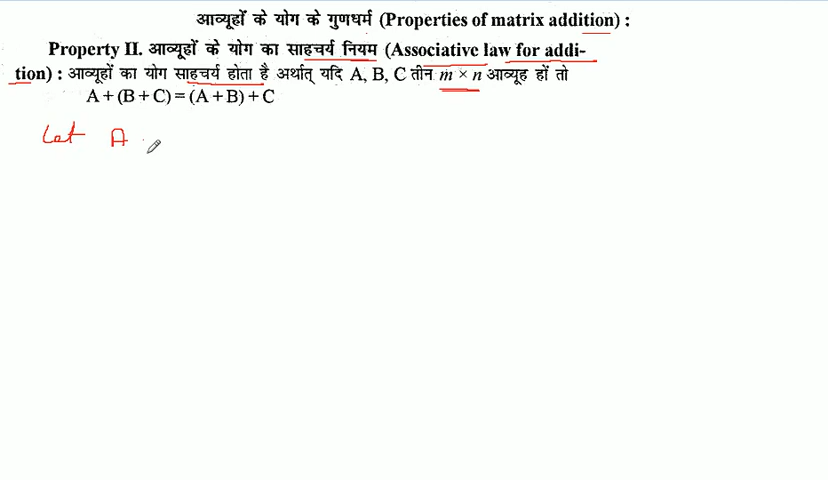 आव्यूहों के योग के गुणधर्म (Properties of matrix addition) :
Property II. आव्यूहों के योग का साहचर्य नियम (Associative law for addi-
tion) : आव्यूहों का योग साहचर्य होता है अर्थात् यदि A, B, C तीन m × n आव्यूह हों तो
A + (B + C) = (A + B) + C
Let A